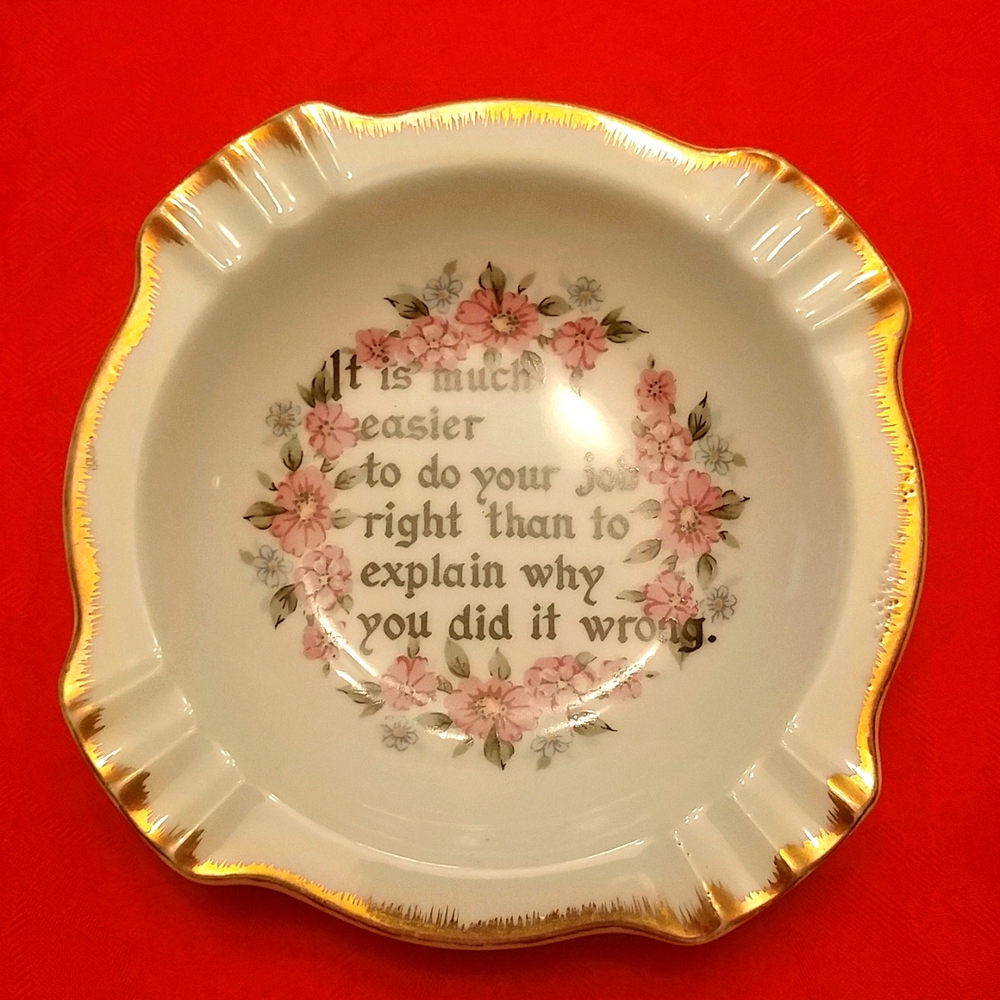 It is much
easier
to do your job
right than to
explain why
you did it wrong.